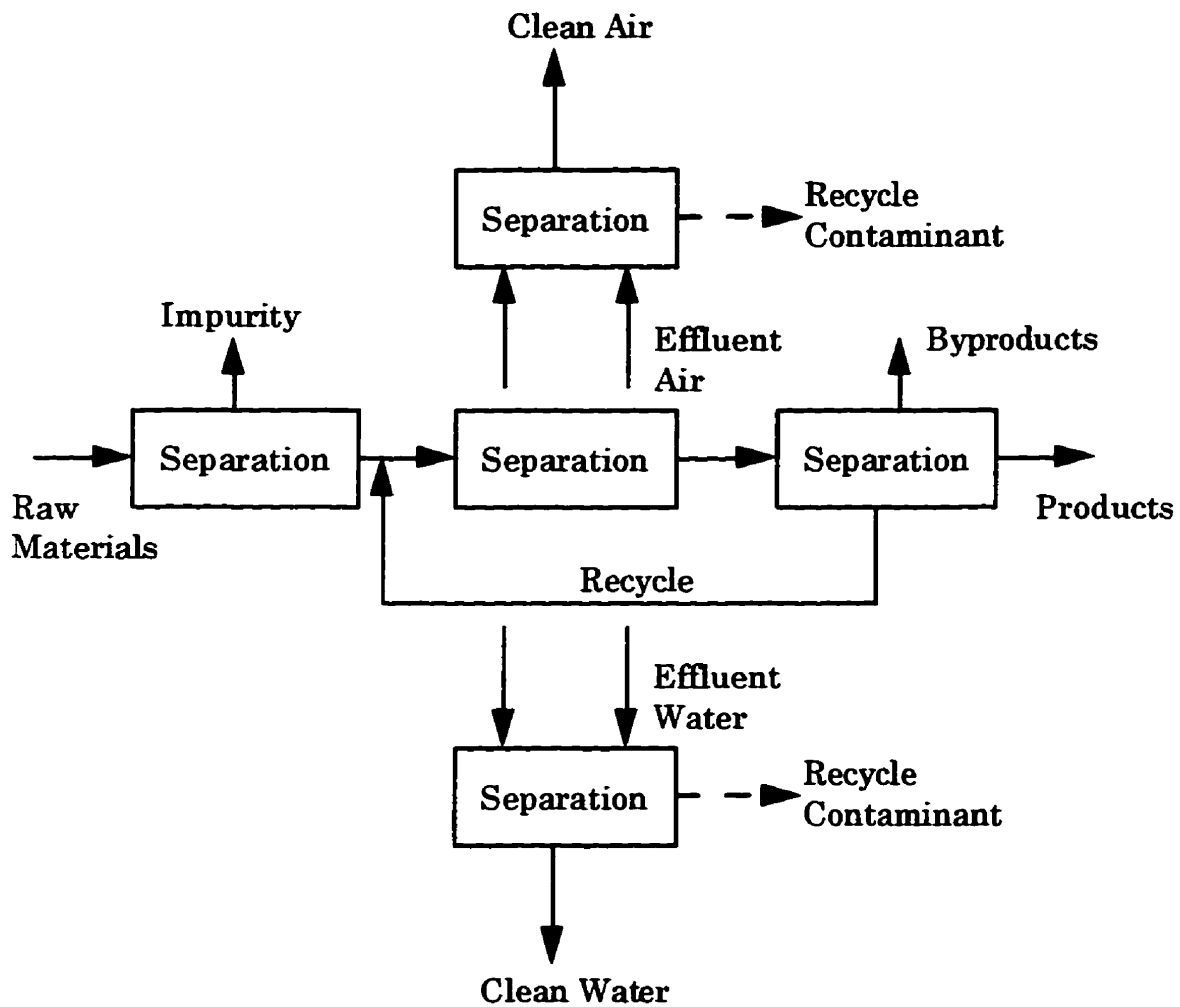 Clean Air
Separation
Recycle
Contaminant
Impurity
Effluent
Air
Byproducts
Separation
Separation
Separation
Raw
Materials
Products
Recycle
Effluent
Water
Separation
Recycle
Contaminant
Clean Water